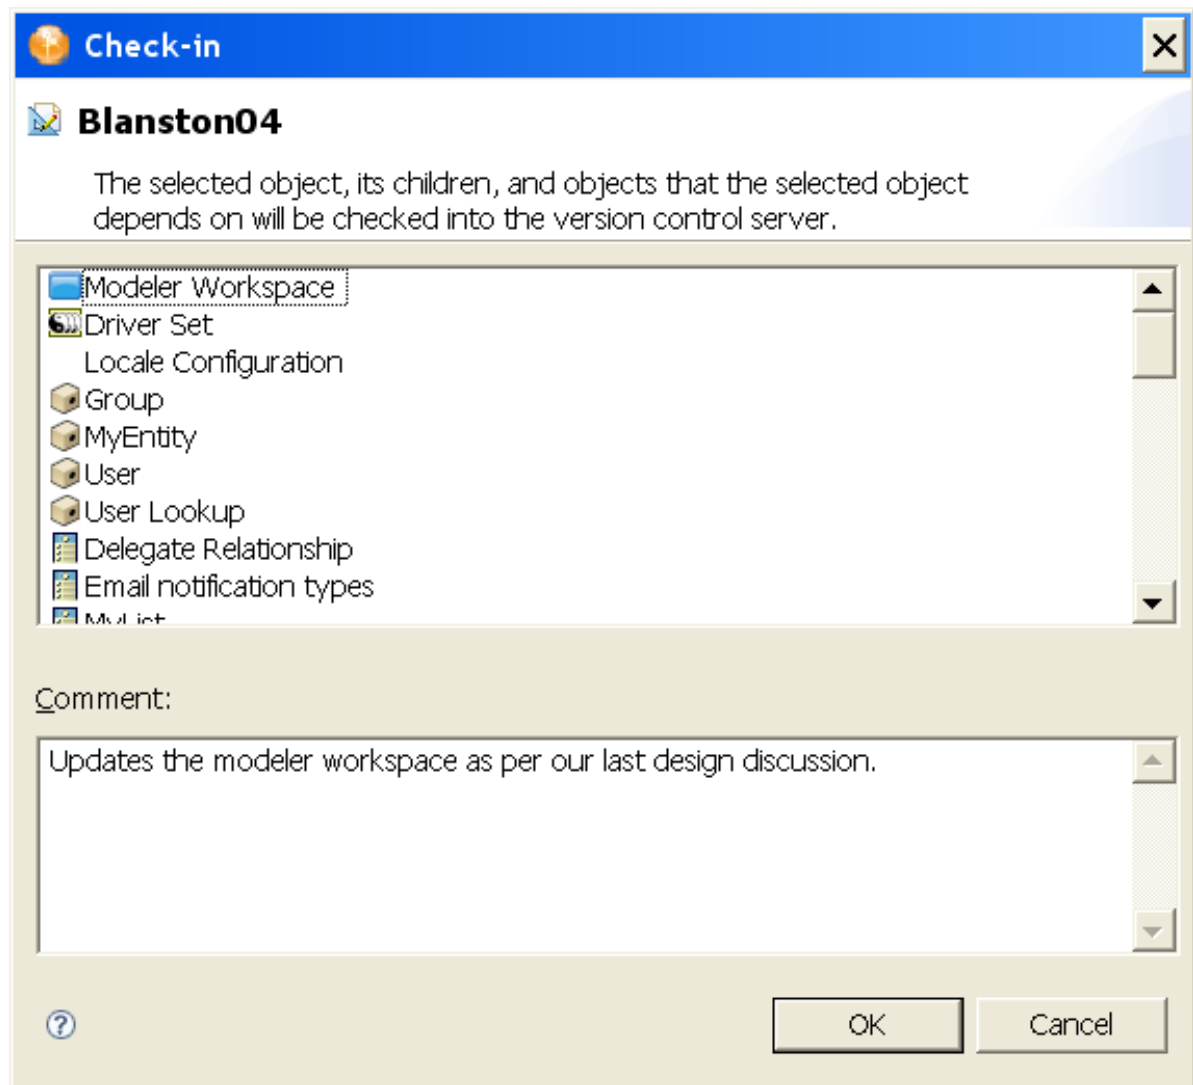 Check-in
Blanston04
The selected object, its children, and objects that the selected object
depends on will be checked into the version control server.
Modeler Workspace
Driver Set
Locale Configuration
Group
MyEntity
User
User Lookup
Delegate Relationship
Email notification types
MyList
Comment:
Updates the modeler workspace as per our last design discussion.
OK
Cancel